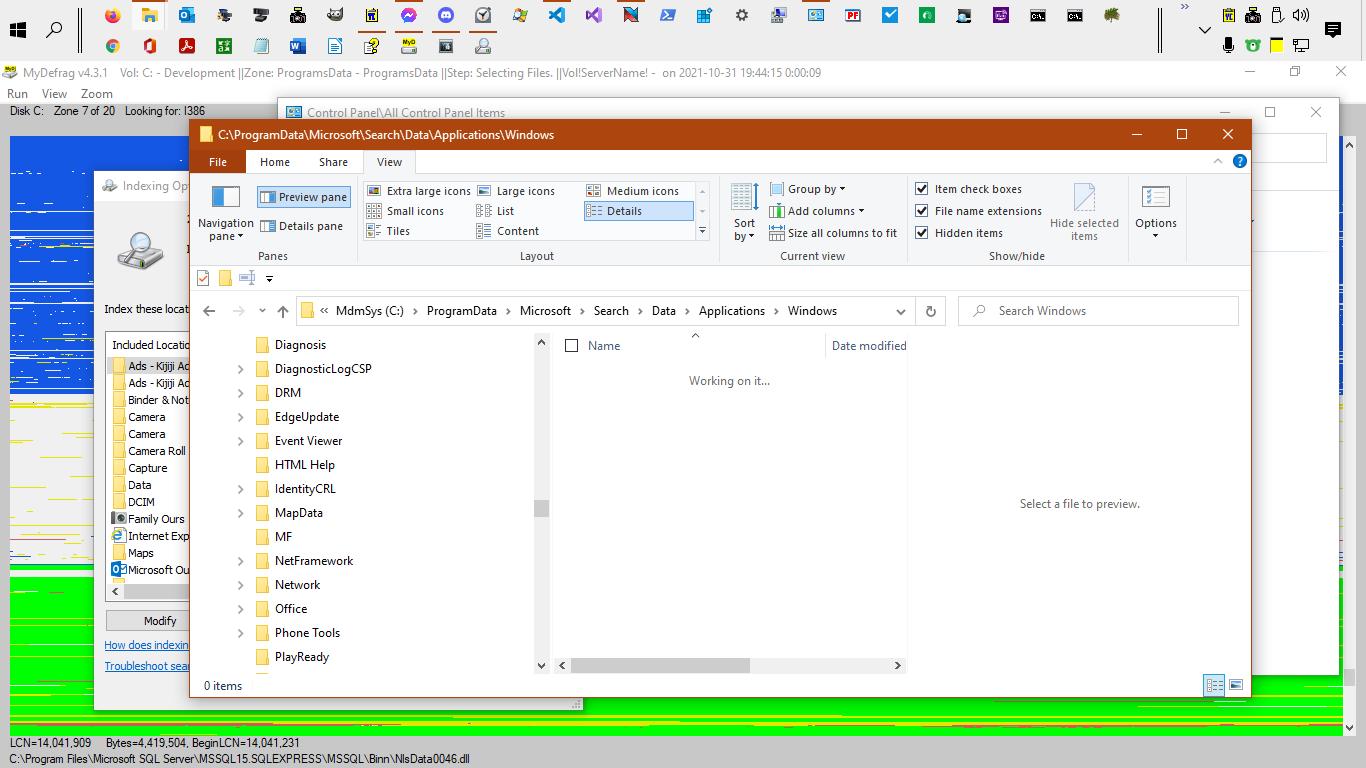 MyDefrag v4.3.1 Vol: C: - Development ||Zone: ProgramsData - ProgramsData ||Step: Selecting Files. ||Vol!ServerName! - on 2021-10-31 19:44:15 0:00:09
Run View Zoom
Disk C: Zone 7 of 20 Looking for: I386
Control Panel\All Control Panel Items
C:\ProgramData\Microsoft\Search\Data\Applications\Windows
File Home Share View
Navigation pane
Preview pane
Details pane
Panes
Extra large icons Large icons Medium icons
Small icons List Details
Tiles Content
Layout
Sort by
Group by
Add columns
Size all columns to fit
Current view
Item check boxes
File name extensions
Hidden items
Hide selected items
Show/hide
Options
« MdmSys (C:) > ProgramData > Microsoft > Search > Data > Applications > Windows
Search Windows
Diagnosis
DiagnosticLogCSP
DRM
EdgeUpdate
Event Viewer
HTML Help
IdentityCRL
MapData
MF
NetFramework
Network
Office
Phone Tools
PlayReady
Name Date modified
Working on it...
Select a file to preview.
0 items
Indexing Op
Index these locat
Included Locatio
Ads - Kijiji Ad
Ads - Kijiji Ad
Binder & Not
Camera
Camera
Camera Roll
Capture
Data
DCIM
Family Ours
Internet Exp
Maps
Microsoft Ou
Modify
How does indexin
Troubleshoot sea
LCN=14,041,909 Bytes=4,419,504, BeginLCN=14,041,231
C:\Program Files\Microsoft SQL Server\MSSQL15.SQLEXPRESS\MSSQL\Binn\NlsData0046.dll